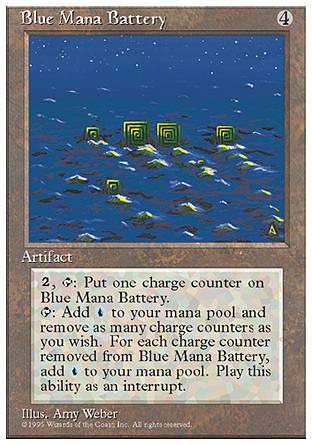 Blue Mana Battery 4
Artifact
2, : Put one charge counter on
Blue Mana Battery.
: Add to your mana pool and
remove as many charge counters as
you wish. For each charge counter
removed from Blue Mana Battery,
add to your mana pool. Play this
ability as an interrupt.
Illus. Amy Weber
©1995 Wizards of the Coast, Inc. All rights reserved.